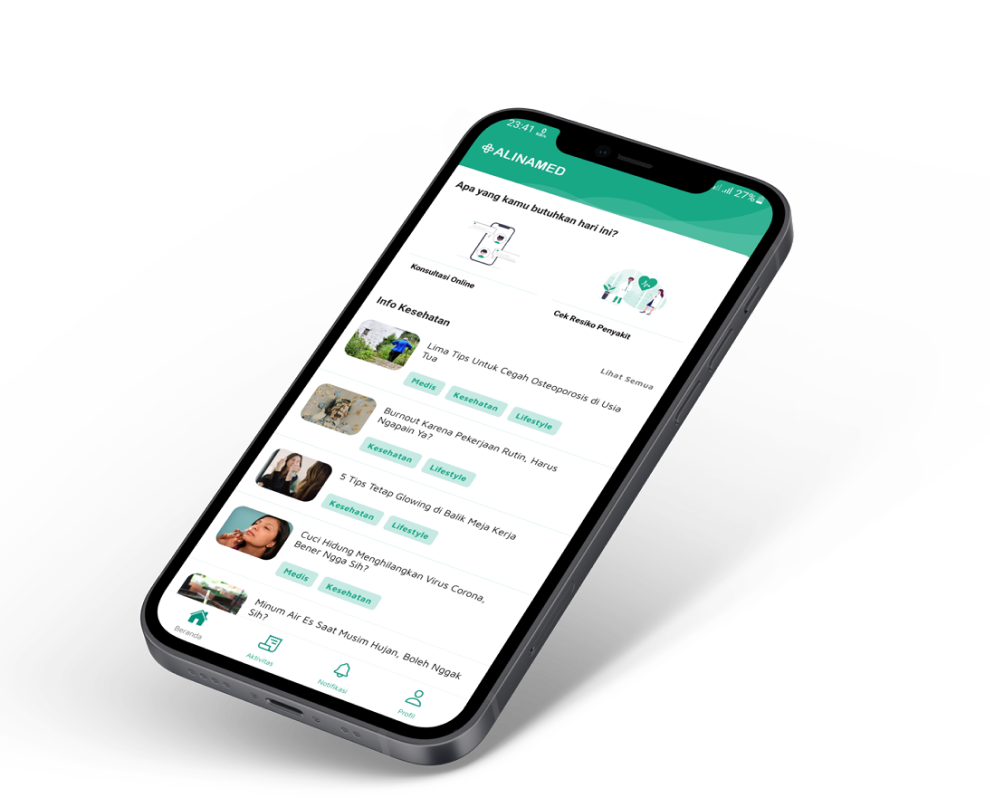 23:41
27%
ALINAMED
Apa yang kamu butuhkan hari ini?
Konsultasi Online
Cek Resiko Penyakit
Info Kesehatan
Lihat Semua
Lima Tips Untuk Cegah Osteoporosis di Usia
Tua
Medis Kesehatan Lifestyle
Burnout Karena Pekerjaan Rutin, Harus
Ngapain Ya?
Kesehatan Lifestyle
5 Tips Tetap Glowing di Balik Meja Kerja
Kesehatan Lifestyle
Cuci Hidung Menghilangkan Virus Corona,
Bener Ngga Sih?
Medis Kesehatan
Minum Air Es Saat Musim Hujan, Boleh Nggak
Sih?
Beranda
Aktivitas
Notifikasi
Profil